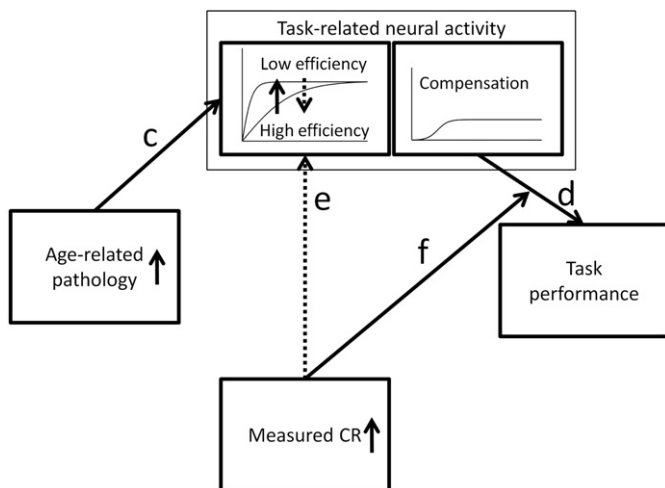 Task-related neural activity
Low efficiency
High efficiency
Compensation
c
e
d
f
Age-related
pathology
Task
performance
Measured CR